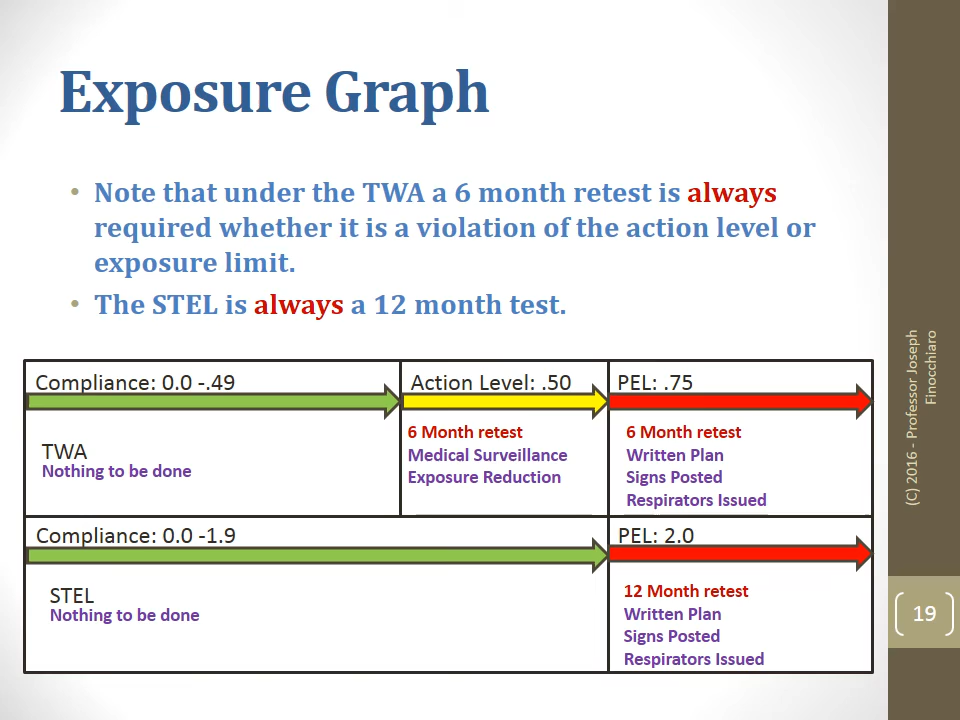 Exposure Graph
• Note that under the TWA a 6 month retest is always
required whether it is a violation of the action level or
exposure limit.
• The STEL is always a 12 month test.
Compliance: 0.0 -.49
Action Level: .50
PEL: .75
TWA
Nothing to be done
6 Month retest
Medical Surveillance
Exposure Reduction
6 Month retest
Written Plan
Signs Posted
Respirators Issued
Compliance: 0.0 -1.9
PEL: 2.0
STEL
Nothing to be done
12 Month retest
Written Plan
Signs Posted
Respirators Issued
(C) 2016 - Professor Joseph
Finocchiaro
19